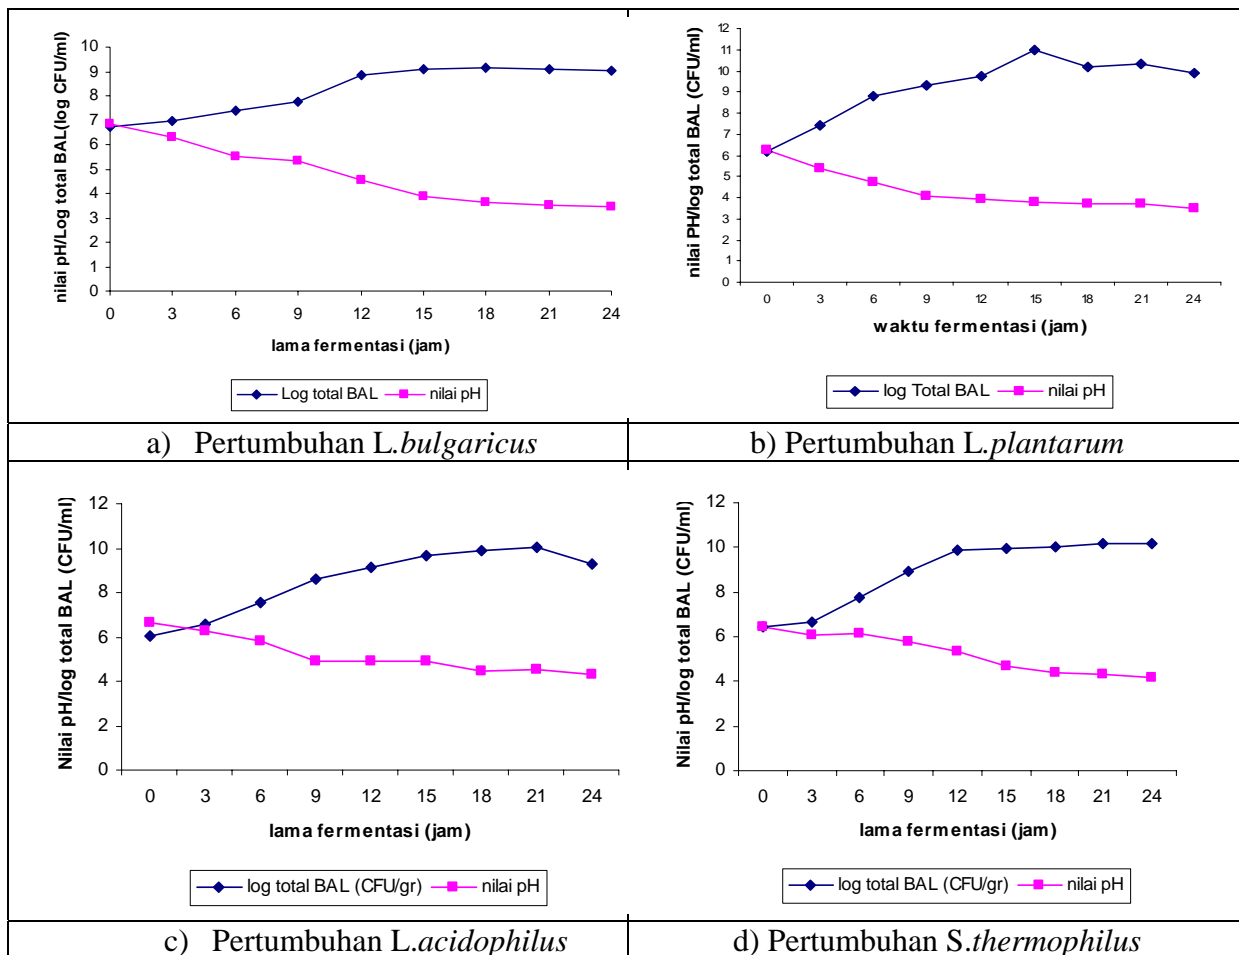 nilai pH/Log total BAL(log CFU/ml)
10
9
8
7
6
5
4
3
2
1
0
0 3 6 9 12 15 18 21 24
lama fermentasi (jam)
Log total BAL nilai pH
nilai PH/log total BAL (CFU/ml)
12
11
10
9
8
7
6
5
4
3
2
1
0
0 3 6 9 12 15 18 21 24
waktu fermentasi (jam)
log Total BAL nilai pH
a) Pertumbuhan L.bulgaricus
b) Pertumbuhan L.plantarum
Nilai pH/log total BAL (CFU/ml)
12
10
8
6
4
2
0
0 3 6 9 12 15 18 21 24
lama fermentasi (jam)
log total BAL (CFU/gr) nilai pH
Nilai pH/log total BAL (CFU/ml)
12
10
8
6
4
2
0
0 3 6 9 12 15 18 21 24
lama fermentasi (jam)
log total BAL (CFU/gr) nilai pH
c) Pertumbuhan L.acidophilus
d) Pertumbuhan S.thermophilus